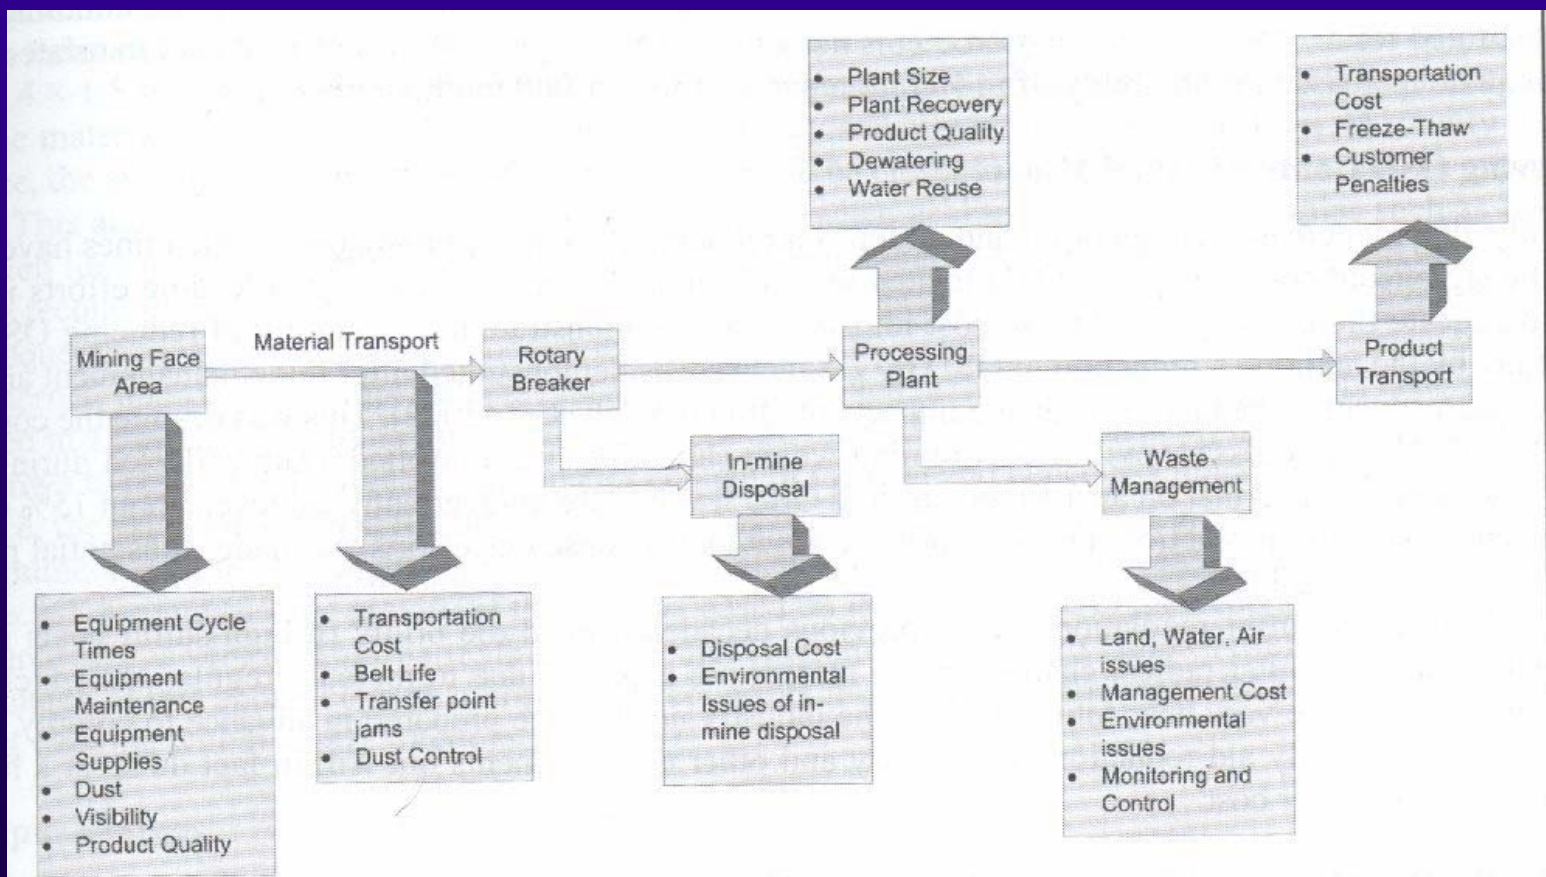 Plant Size
Plant Recovery
Product Quality
Dewatering
Water Reuse
Transportation
Cost
Freeze-Thaw
Customer
Penalties
Mining Face
Area
Material Transport
Rotary
Breaker
Processing
Plant
Product
Transport
In-mine
Disposal
Waste
Management
Equipment Cycle
Times
Equipment
Maintenance
Equipment
Supplies
Dust
Visibility
Product Quality
Transportation
Cost
Belt Life
Transfer point
jams
Dust Control
Disposal Cost
Environmental
Issues of in-
mine disposal
Land, Water, Air
issues
Management Cost
Environmental
issues
Monitoring and
Control